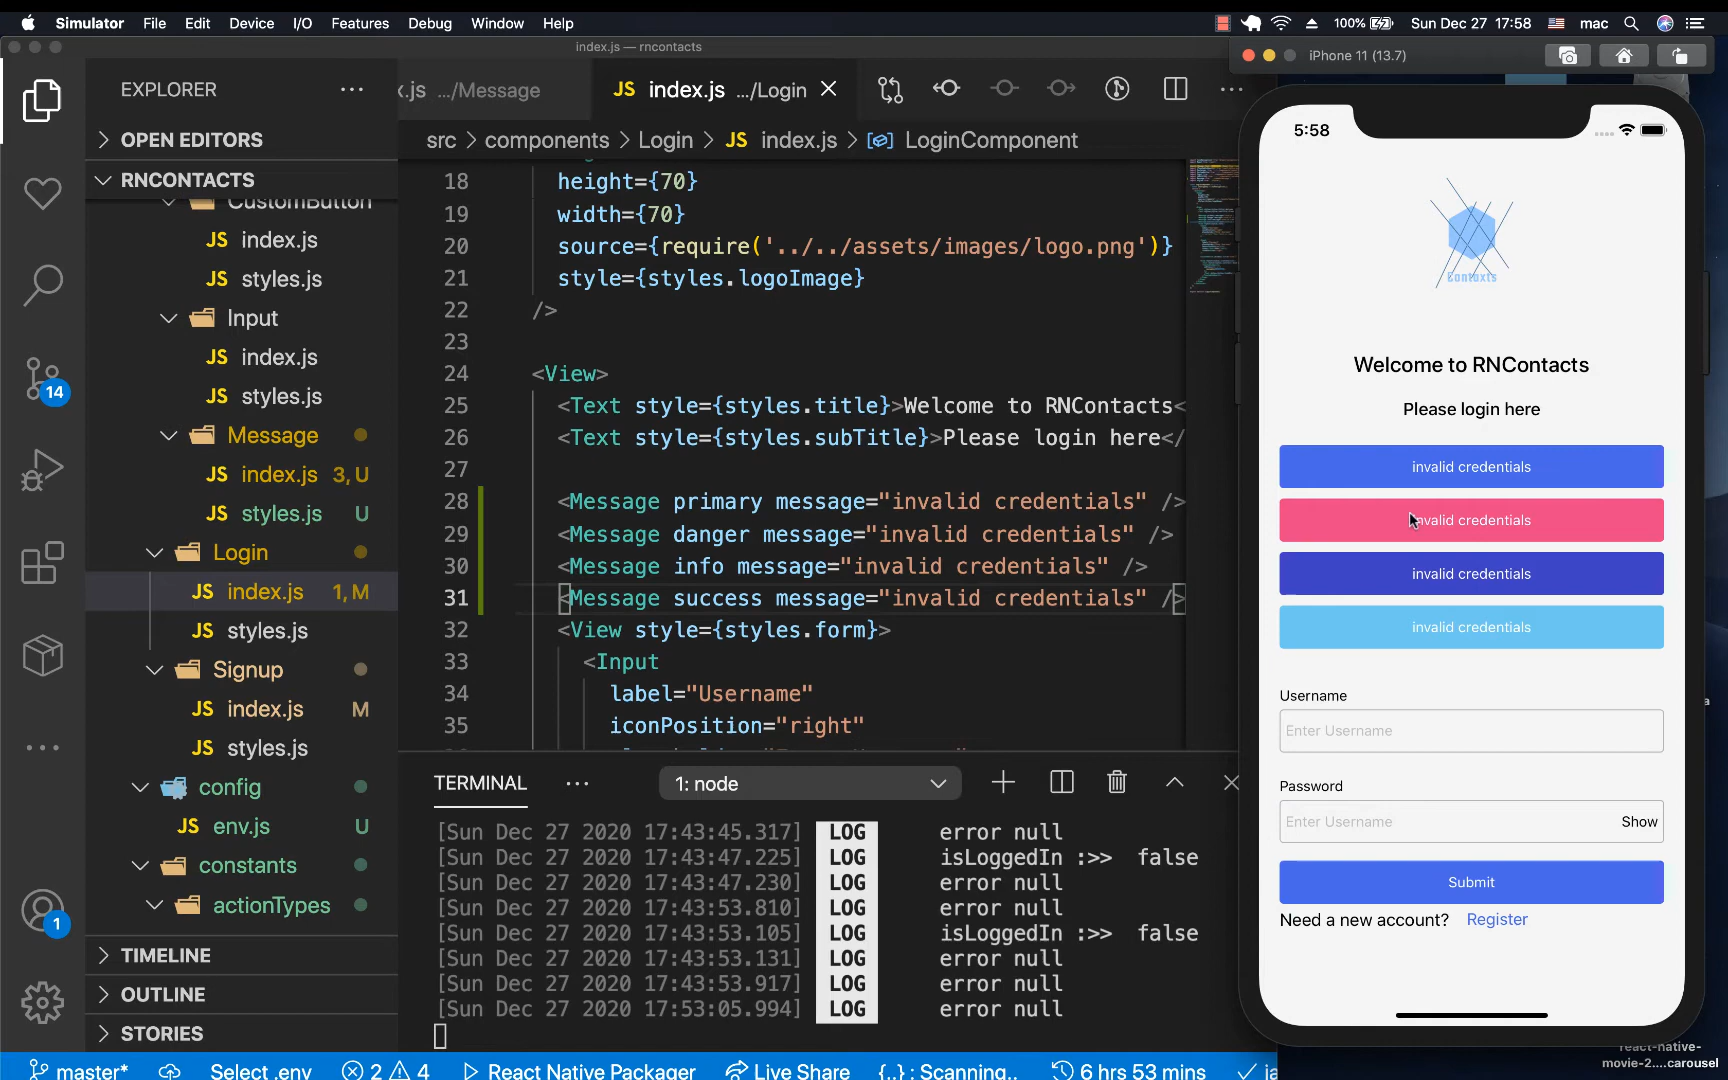 Simulator File Edit Device I/O Features Debug Window Help
100% Sun Dec 27 17:58 mac
index.js — rncontacts
iPhone 11 (13.7)
EXPLORER
OPEN EDITORS
RNCONTACTS
CustomButton
JS index.js
JS styles.js
Input
JS index.js
JS styles.js
Message
JS index.js 3, U
JS styles.js U
Login
JS index.js 1, M
JS styles.js
Signup
JS index.js M
JS styles.js
config
JS env.js U
constants
actionTypes
TIMELINE
OUTLINE
STORIES
14
1
.js .../Message
JS index.js .../Login
src > components > Login > JS index.js > LoginComponent
18 height={70}
19 width={70}
20 source={require('../../assets/images/logo.png')}
21 style={styles.logoImage}
22 />
23
24 <View>
25 <Text style={styles.title}>Welcome to RNContacts<
26 <Text style={styles.subTitle}>Please login here</
27
28 <Message primary message="invalid credentials" />
29 <Message danger message="invalid credentials" />
30 <Message info message="invalid credentials" />
31 <Message success message="invalid credentials" />
32 <View style={styles.form}>
33 <Input
34 label="Username"
35 iconPosition="right"
TERMINAL
1: node
[Sun Dec 27 2020 17:43:45.317] LOG error null
[Sun Dec 27 2020 17:43:47.225] LOG isLoggedIn :>> false
[Sun Dec 27 2020 17:43:47.230] LOG error null
[Sun Dec 27 2020 17:43:53.810] LOG error null
[Sun Dec 27 2020 17:43:53.105] LOG isLoggedIn :>> false
[Sun Dec 27 2020 17:43:53.131] LOG error null
[Sun Dec 27 2020 17:43:53.917] LOG error null
[Sun Dec 27 2020 17:53:05.994] LOG error null
master* Select .env 2 4 React Native Packager Live Share {..} : Scanning.. 6 hrs 53 mins
5:58
Contacts
Welcome to RNContacts
Please login here
invalid credentials
invalid credentials
invalid credentials
invalid credentials
Username
Enter Username
Password
Enter Username Show
Submit
Need a new account? Register
react-native-
movie-2....carousel